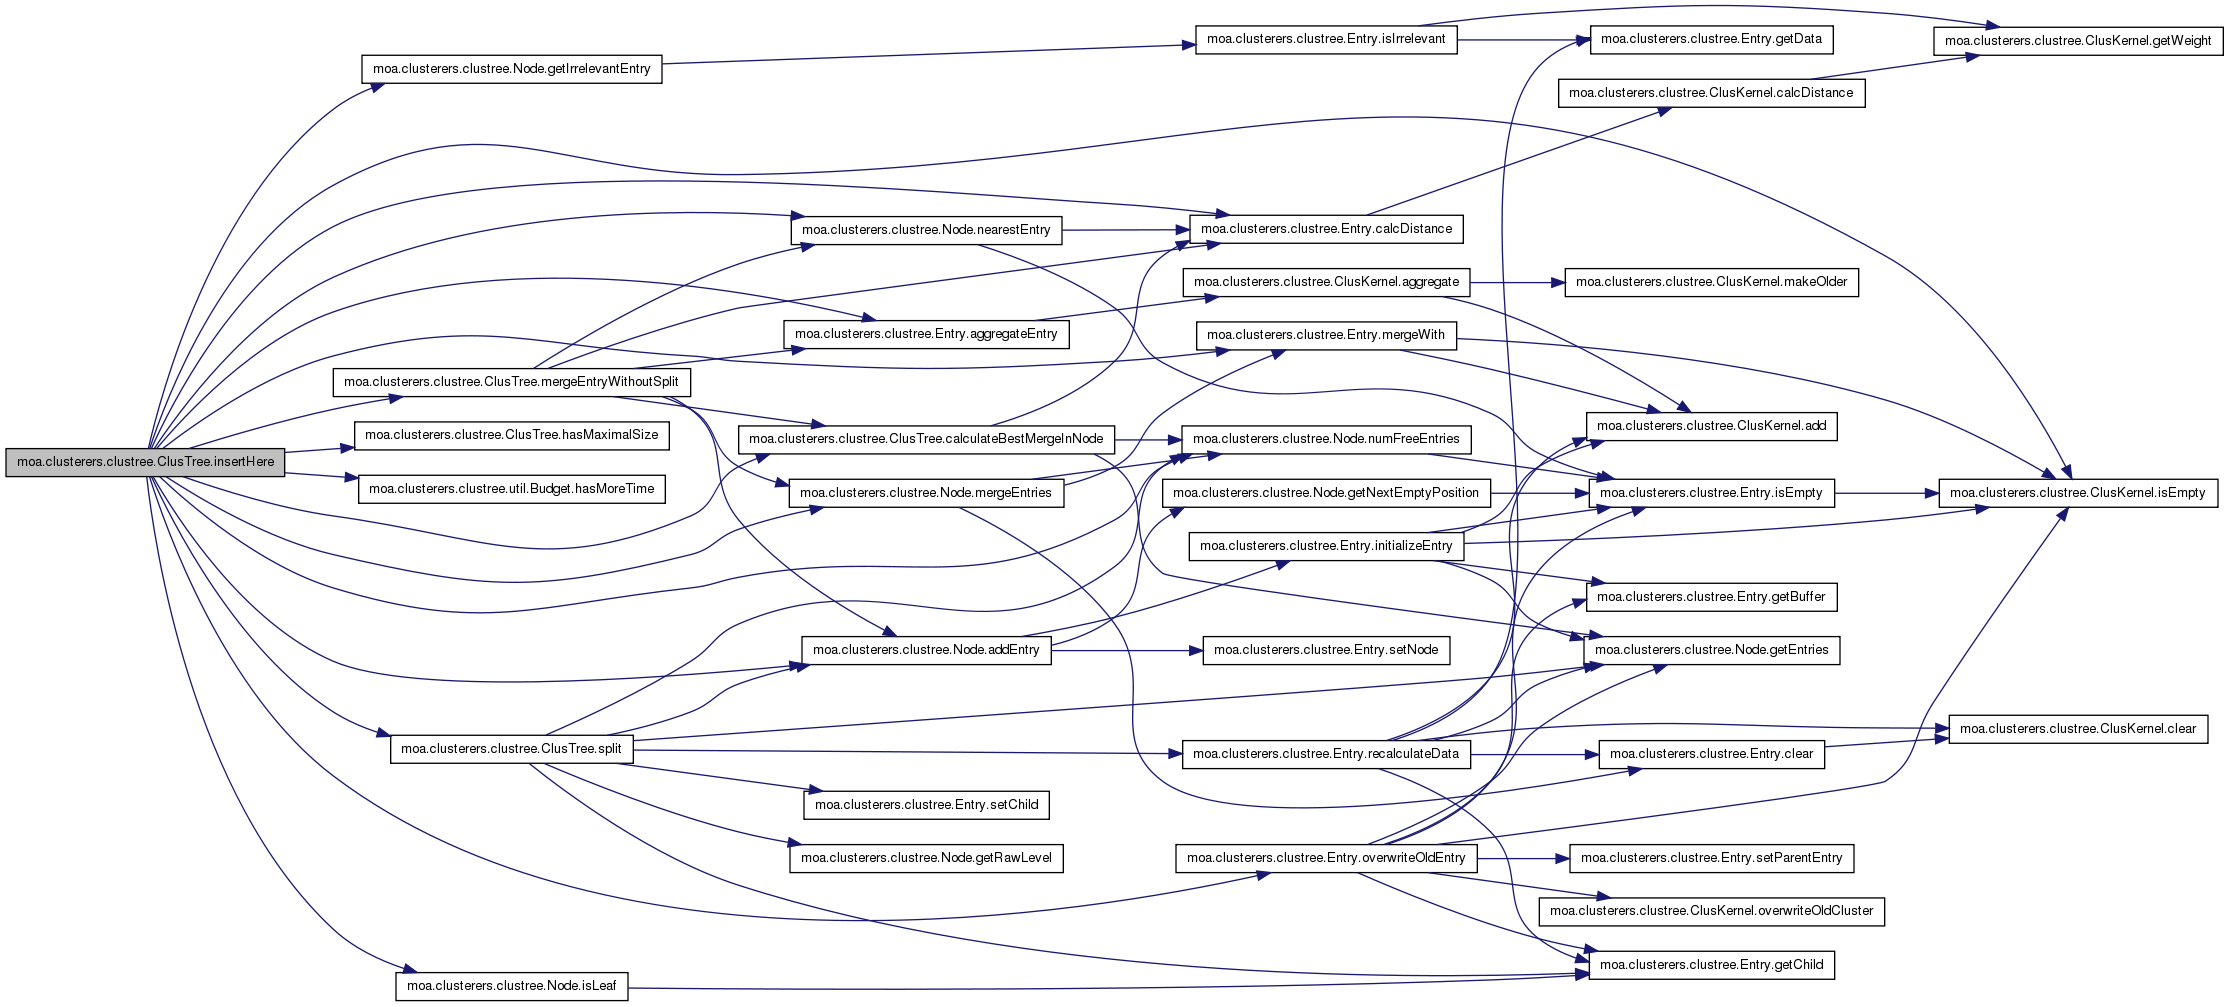 moa.clusterers.clustree.ClusTree.insertHere
moa.clusterers.clustree.Node.getIrrelevantEntry
moa.clusterers.clustree.ClusTree.mergeEntryWithoutSplit
moa.clusterers.clustree.ClusTree.hasMaximalSize
moa.clusterers.clustree.util.Budget.hasMoreTime
moa.clusterers.clustree.ClusTree.split
moa.clusterers.clustree.Node.isLeaf
moa.clusterers.clustree.Node.nearestEntry
moa.clusterers.clustree.Entry.aggregateEntry
moa.clusterers.clustree.ClusTree.calculateBestMergeInNode
moa.clusterers.clustree.Node.mergeEntries
moa.clusterers.clustree.Node.addEntry
moa.clusterers.clustree.Entry.setChild
moa.clusterers.clustree.Node.getRawLevel
moa.clusterers.clustree.Entry.isIrrelevant
moa.clusterers.clustree.Entry.calcDistance
moa.clusterers.clustree.ClusKernel.aggregate
moa.clusterers.clustree.Entry.mergeWith
moa.clusterers.clustree.Node.numFreeEntries
moa.clusterers.clustree.Node.getNextEmptyPosition
moa.clusterers.clustree.Entry.initializeEntry
moa.clusterers.clustree.Entry.setNode
moa.clusterers.clustree.Entry.recalculateData
moa.clusterers.clustree.Entry.overwriteOldEntry
moa.clusterers.clustree.Entry.getData
moa.clusterers.clustree.ClusKernel.calcDistance
moa.clusterers.clustree.ClusKernel.makeOlder
moa.clusterers.clustree.ClusKernel.add
moa.clusterers.clustree.Entry.isEmpty
moa.clusterers.clustree.Entry.getBuffer
moa.clusterers.clustree.Node.getEntries
moa.clusterers.clustree.Entry.clear
moa.clusterers.clustree.Entry.setParentEntry
moa.clusterers.clustree.ClusKernel.overwriteOldCluster
moa.clusterers.clustree.Entry.getChild
moa.clusterers.clustree.ClusKernel.getWeight
moa.clusterers.clustree.ClusKernel.isEmpty
moa.clusterers.clustree.ClusKernel.clear